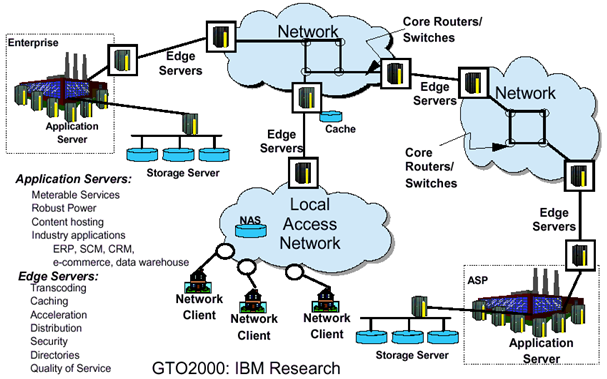 Enterprise
Edge
Servers
Network
Core Routers/
Switches
Edge
Servers
Network
Application
Server
Storage Server
Edge
Servers
Cache
Core
Routers/
Switches
Application Servers:
Meterable Services
Robust Power
Content hosting
Industry applications
ERP, SCM, CRM,
e-commerce, data warehouse
Edge Servers:
Transcoding
Caching
Acceleration
Distribution
Security
Directories
Quality of Service
NAS
Local
Access
Network
Network
Client
Network
Client
Network
Client
Edge
Servers
ASP
Storage Server
Application
Server
GTO2000: IBM Research